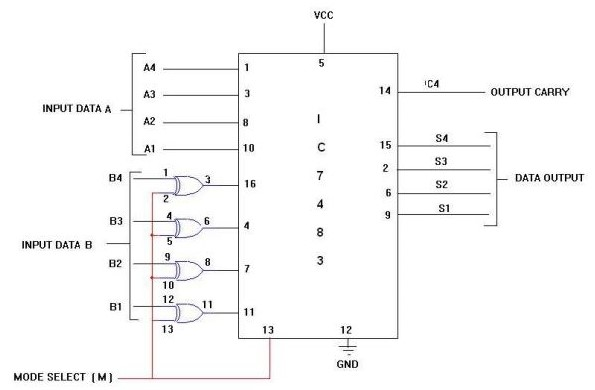 VCC
5
A4 1
INPUT DATA A
A3 3
A2 8
A1 10
14 'C4 OUTPUT CARRY
I
C
7
4
8
3
15 S4
2 S3
6 S2
9 S1
DATA OUTPUT
INPUT DATA B
B4 1 2 3 16
B3 4 5 6 4
B2 9 10 8 7
B1 12 13 11 11
13 12
GND
MODE SELECT ( M )